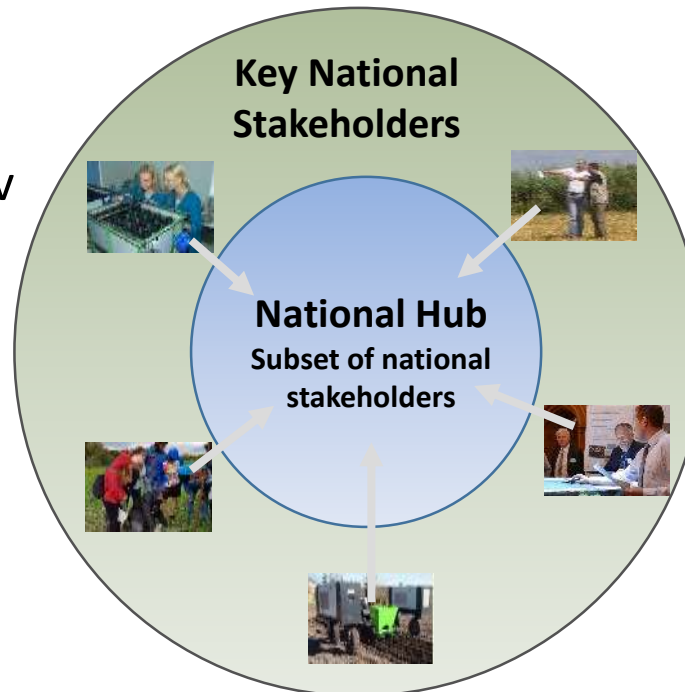 Key National
Stakeholders
v
National Hub
Subset of national
stakeholders